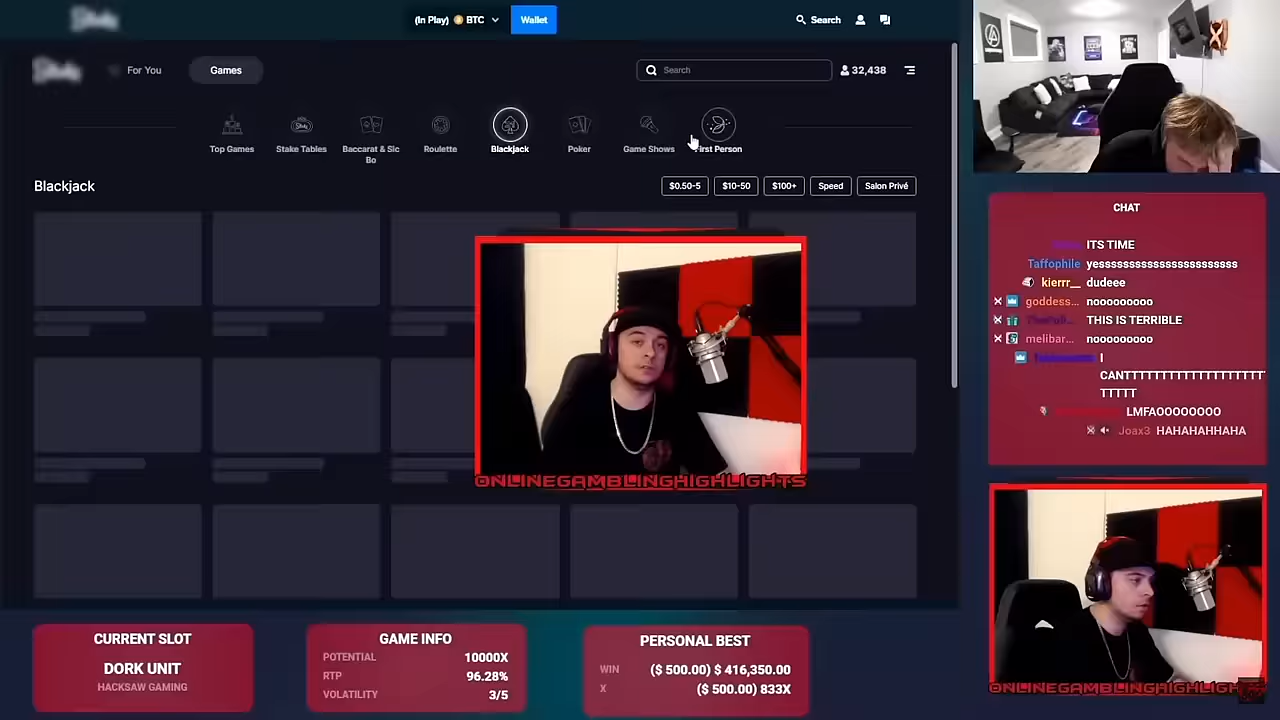 (In Play) BTC
Wallet
Search
For You
Games
Search
32,438
Top Games
Stake Tables
Baccarat & Sic
Bo
Roulette
Blackjack
Poker
Game Shows
First Person
Blackjack
$0.50-5
$10-50
$100+
Speed
Salon Privé
ONLINEGAMBLINGHIGHLIGHTS
CHAT
ITS TIME
Taffophile yesssssssssssssssssssssss
kierrr__ dudeee
goddess... nooooooooo
THIS IS TERRIBLE
melibar... nooooooooo
I
CANTTTTTTTTTTTTTTTTTTT
TTTTT
LMFAOOOOOOOO
Joax3 HAHAHAHHAHA
CURRENT SLOT
DORK UNIT
HACKSAW GAMING
GAME INFO
POTENTIAL 10000X
RTP 96.28%
VOLATILITY 3/5
PERSONAL BEST
WIN ($ 500.00) $ 416,350.00
X ($ 500.00) 833X
ONLINEGAMBLINGHIGHLIGHTS